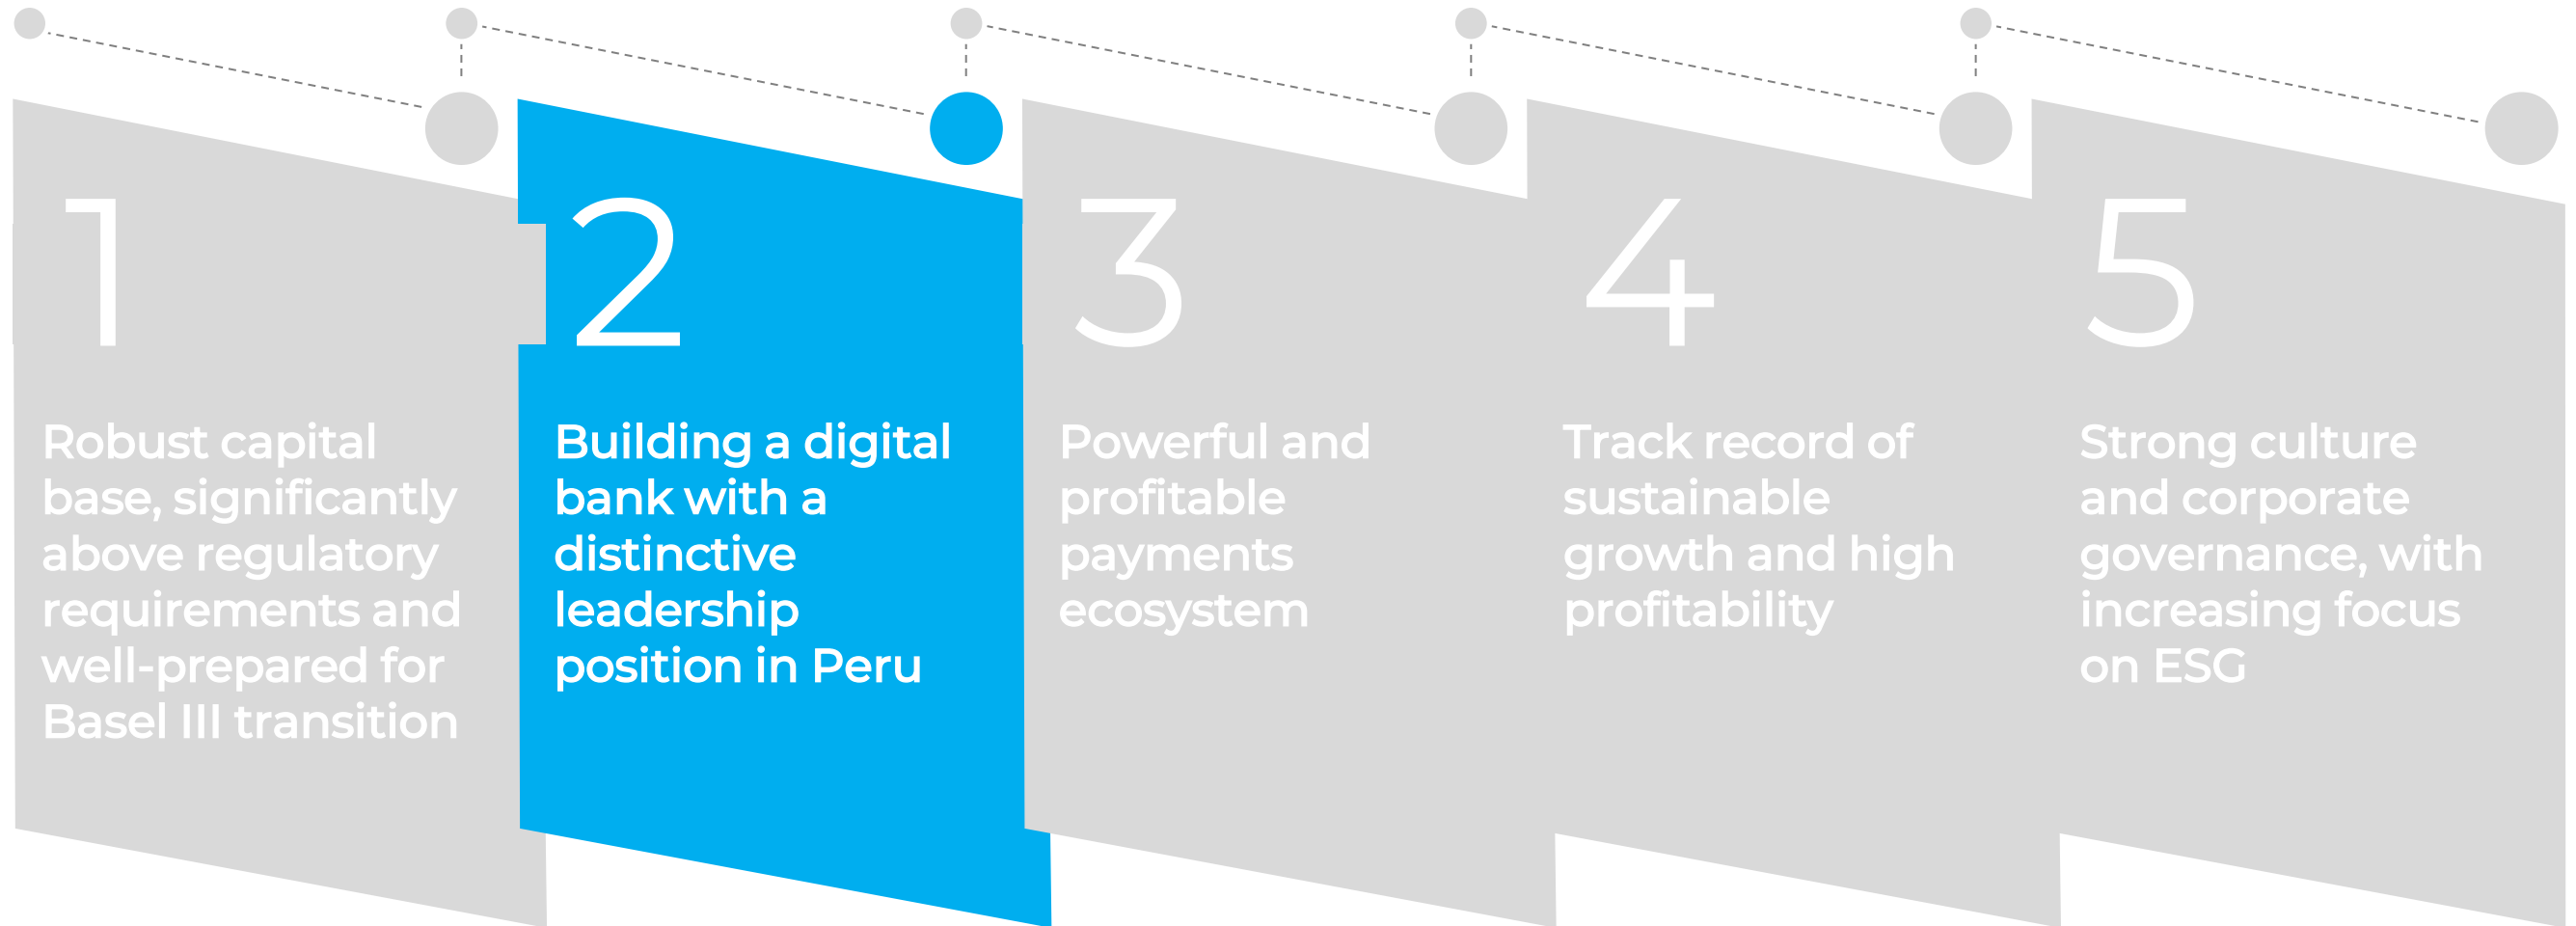 1
Robust capital
base, significantly
above regulatory
requirements and
well-prepared for
Basel III transition
2
Building a digital
bank with a
distinctive
leadership
position in Peru
3
Powerful and
profitable
payments
ecosystem
4
Track record of
sustainable
growth and high
profitability
5
Strong culture
and corporate
governance, with
increasing focus
on ESG